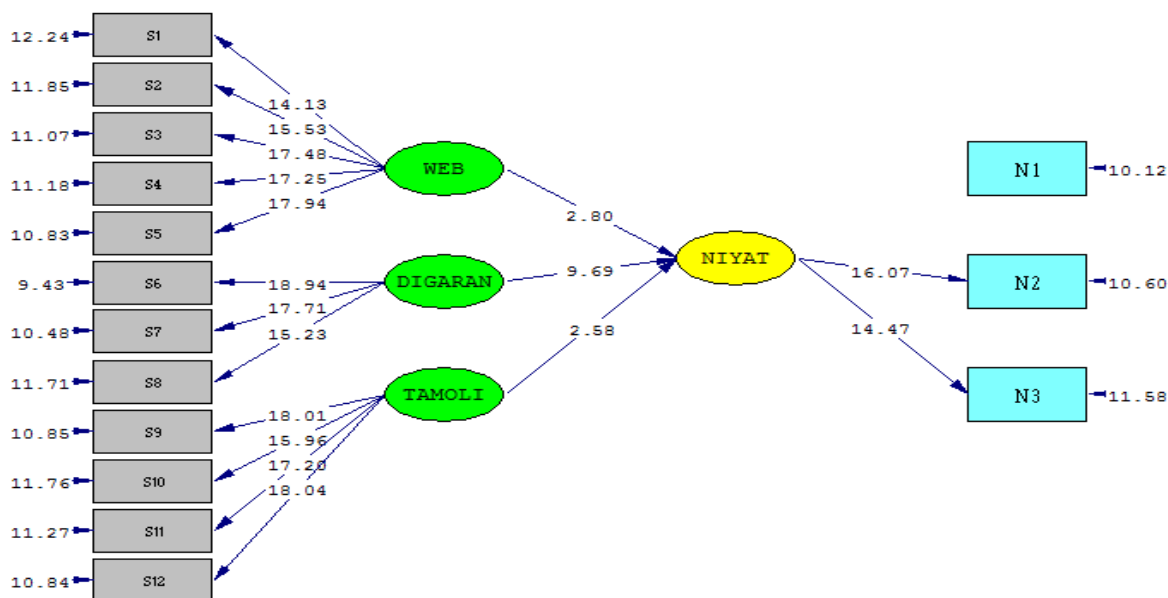 12.24 S1
11.85 S2
11.07 S3
11.18 S4
10.83 S5
9.43 S6
10.48 S7
11.71 S8
10.85 S9
11.76 S10
11.27 S11
10.84 S12
14.13
15.53
17.48
17.25
17.94
18.94
17.71
15.23
18.01
15.96
17.20
18.04
WEB
DIGARAN
TAMOLI
2.80
9.69
2.58
NIYAT
16.07
14.47
N1 10.12
N2 10.60
N3 11.58